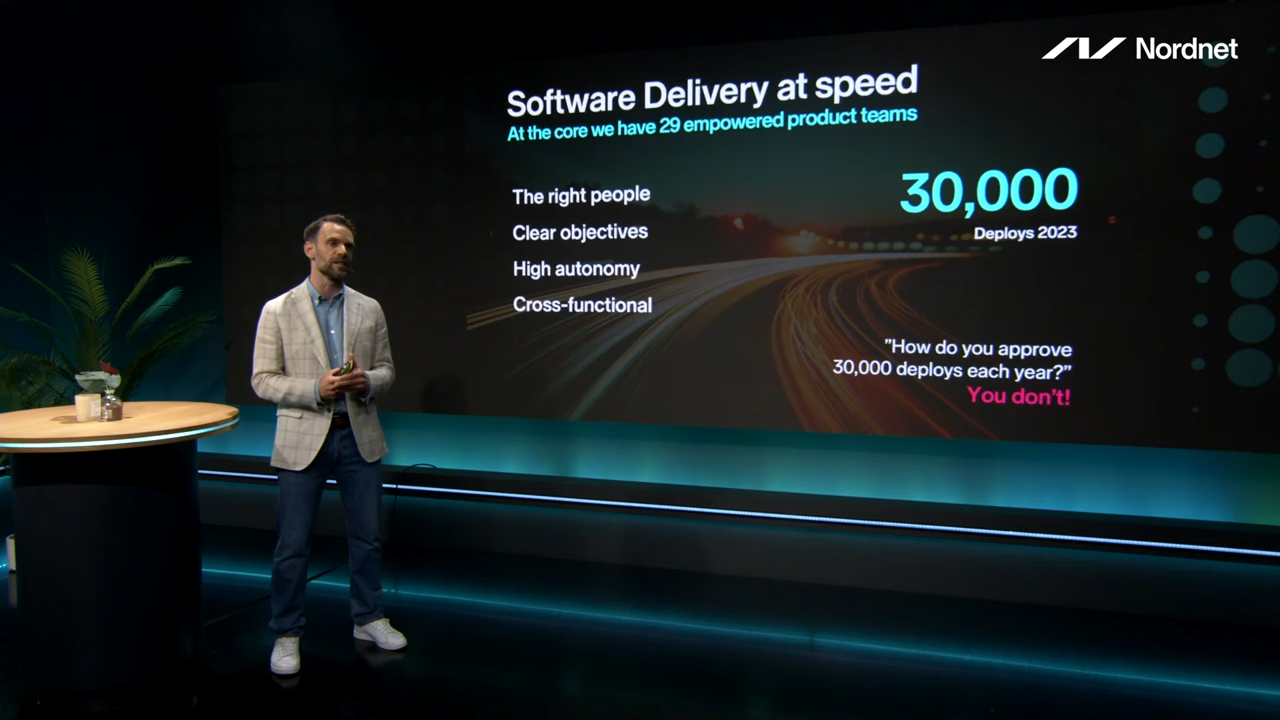 Nordnet
Software Delivery at speed
At the core we have 29 empowered product teams
The right people
Clear objectives
High autonomy
Cross-functional
30,000
Deploys 2023
"How do you approve
30,000 deploys each year?"
You don't!